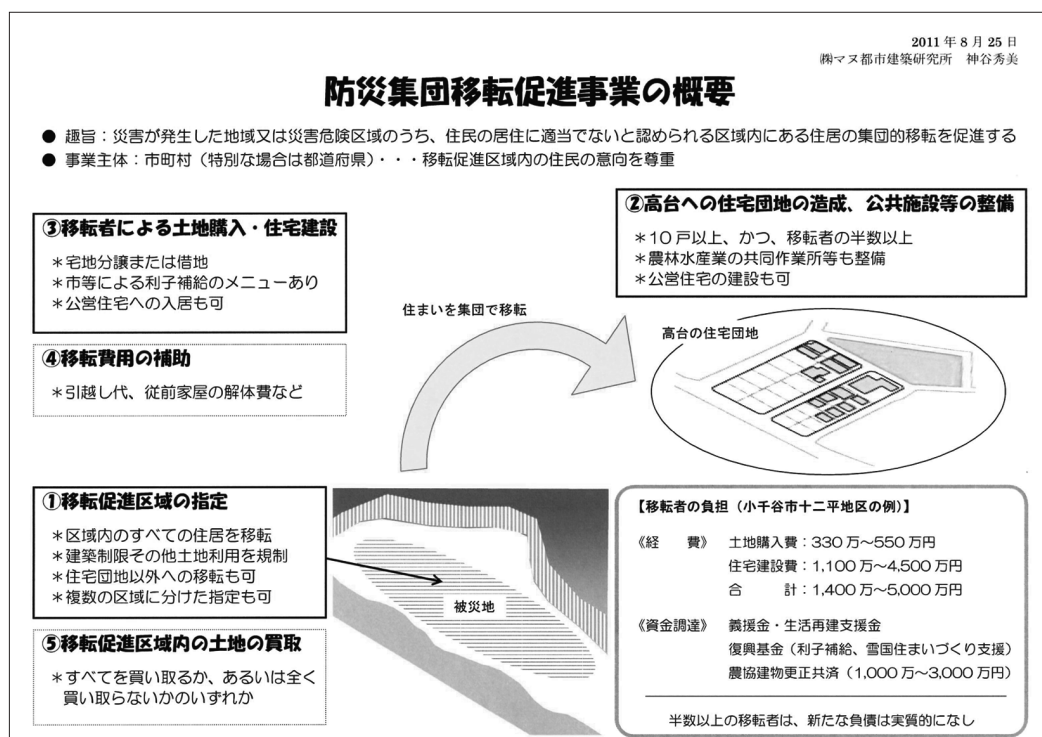 2011年8月25日
㈱マヌ都市建築研究所　神谷秀美
防災集団移転促進事業の概要
● 趣旨：災害が発生した地域又は災害危険区域のうち、住民の居住に適当でないと認められる区域内にある住居の集団的移転を促進する
● 事業主体：市町村（特別な場合は都道府県）・・・移転促進区域内の住民の意向を尊重
③移転者による土地購入・住宅建設
＊宅地分譲または借地
＊市等による利子補給のメニューあり
＊公営住宅への入居も可
④移転費用の補助
＊引越し代、従前家屋の解体費など
住まいを集団で移転
②高台への住宅団地の造成、公共施設等の整備
＊10戸以上、かつ、移転者の半数以上
＊農林水産業の共同作業所等も整備
＊公営住宅の建設も可
高台の住宅団地
①移転促進区域の指定
＊区域内のすべての住居を移転
＊建築制限その他土地利用を規制
＊住宅団地以外への移転も可
＊複数の区域に分けた指定も可
⑤移転促進区域内の土地の買取
＊すべてを買い取るか、あるいは全く
買い取らないかのいずれか
被災地
【移転者の負担（小千谷市十二平地区の例）】
《経　費》　土地購入費：330万～550万円
住宅建設費：1,100万～4,500万円
合　　　計：1,400万～5,000万円
《資金調達》　義援金・生活再建支援金
復興基金（利子補給、雪国住まいづくり支援）
農協建物更正共済（1,000万～3,000万円）
半数以上の移転者は、新たな負債は実質的になし